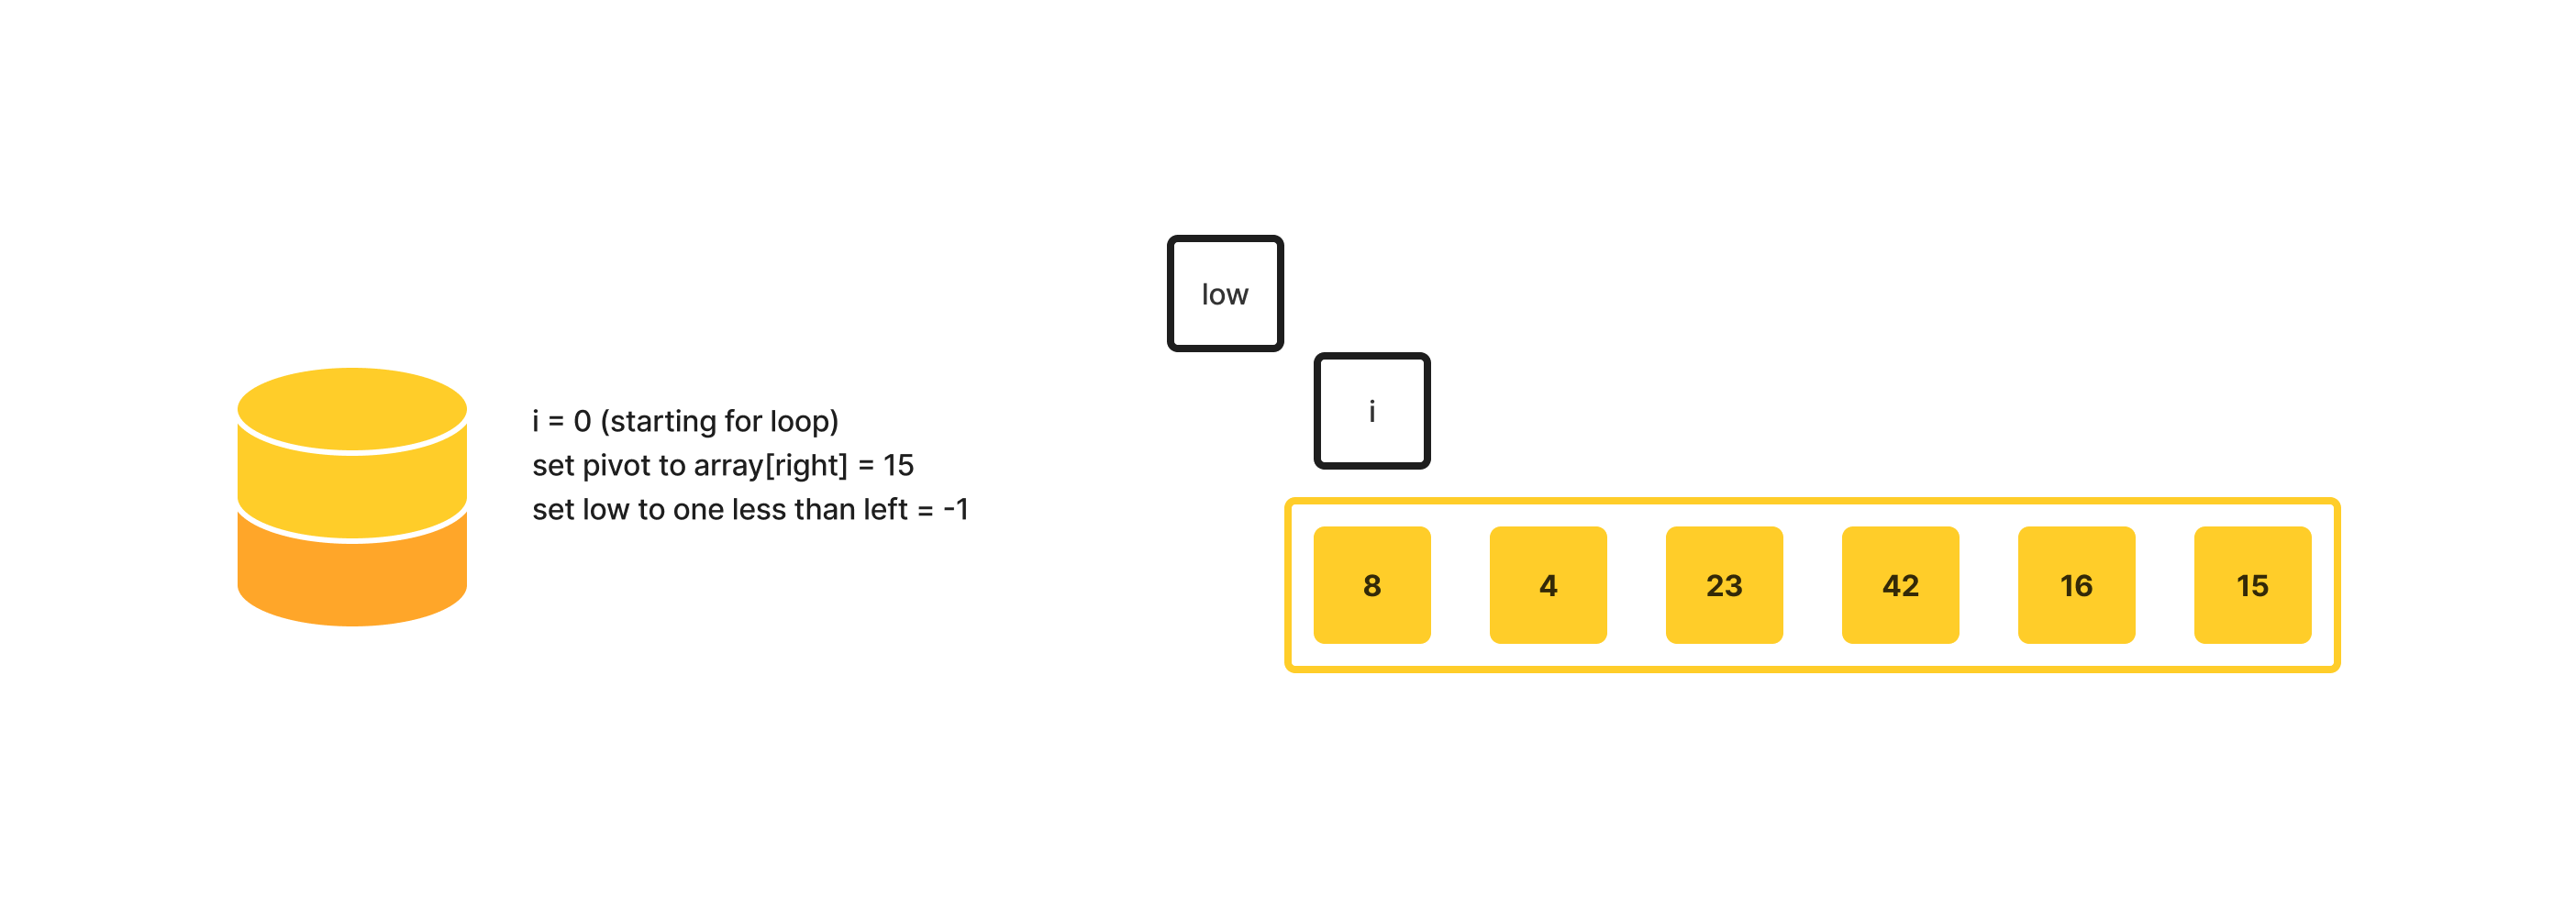 low
i
i = 0 (starting for loop)
set pivot to array[right] = 15
set low to one less than left = -1
8 4 23 42 16 15